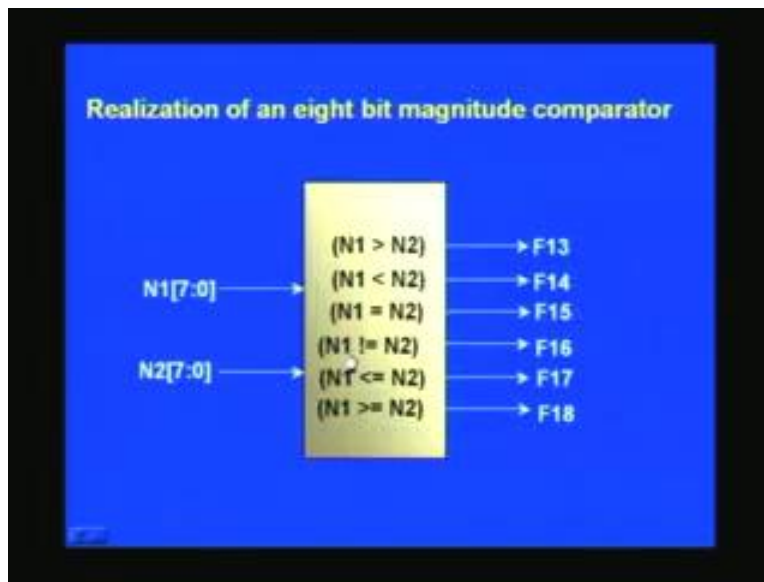 Realization of an eight bit magnitude comparator
(N1 > N2) F13
N1[7:0] (N1 < N2) F14
(N1 = N2) F15
(N1 != N2) F16
N2[7:0] (N1 <= N2) F17
(N1 >= N2) F18